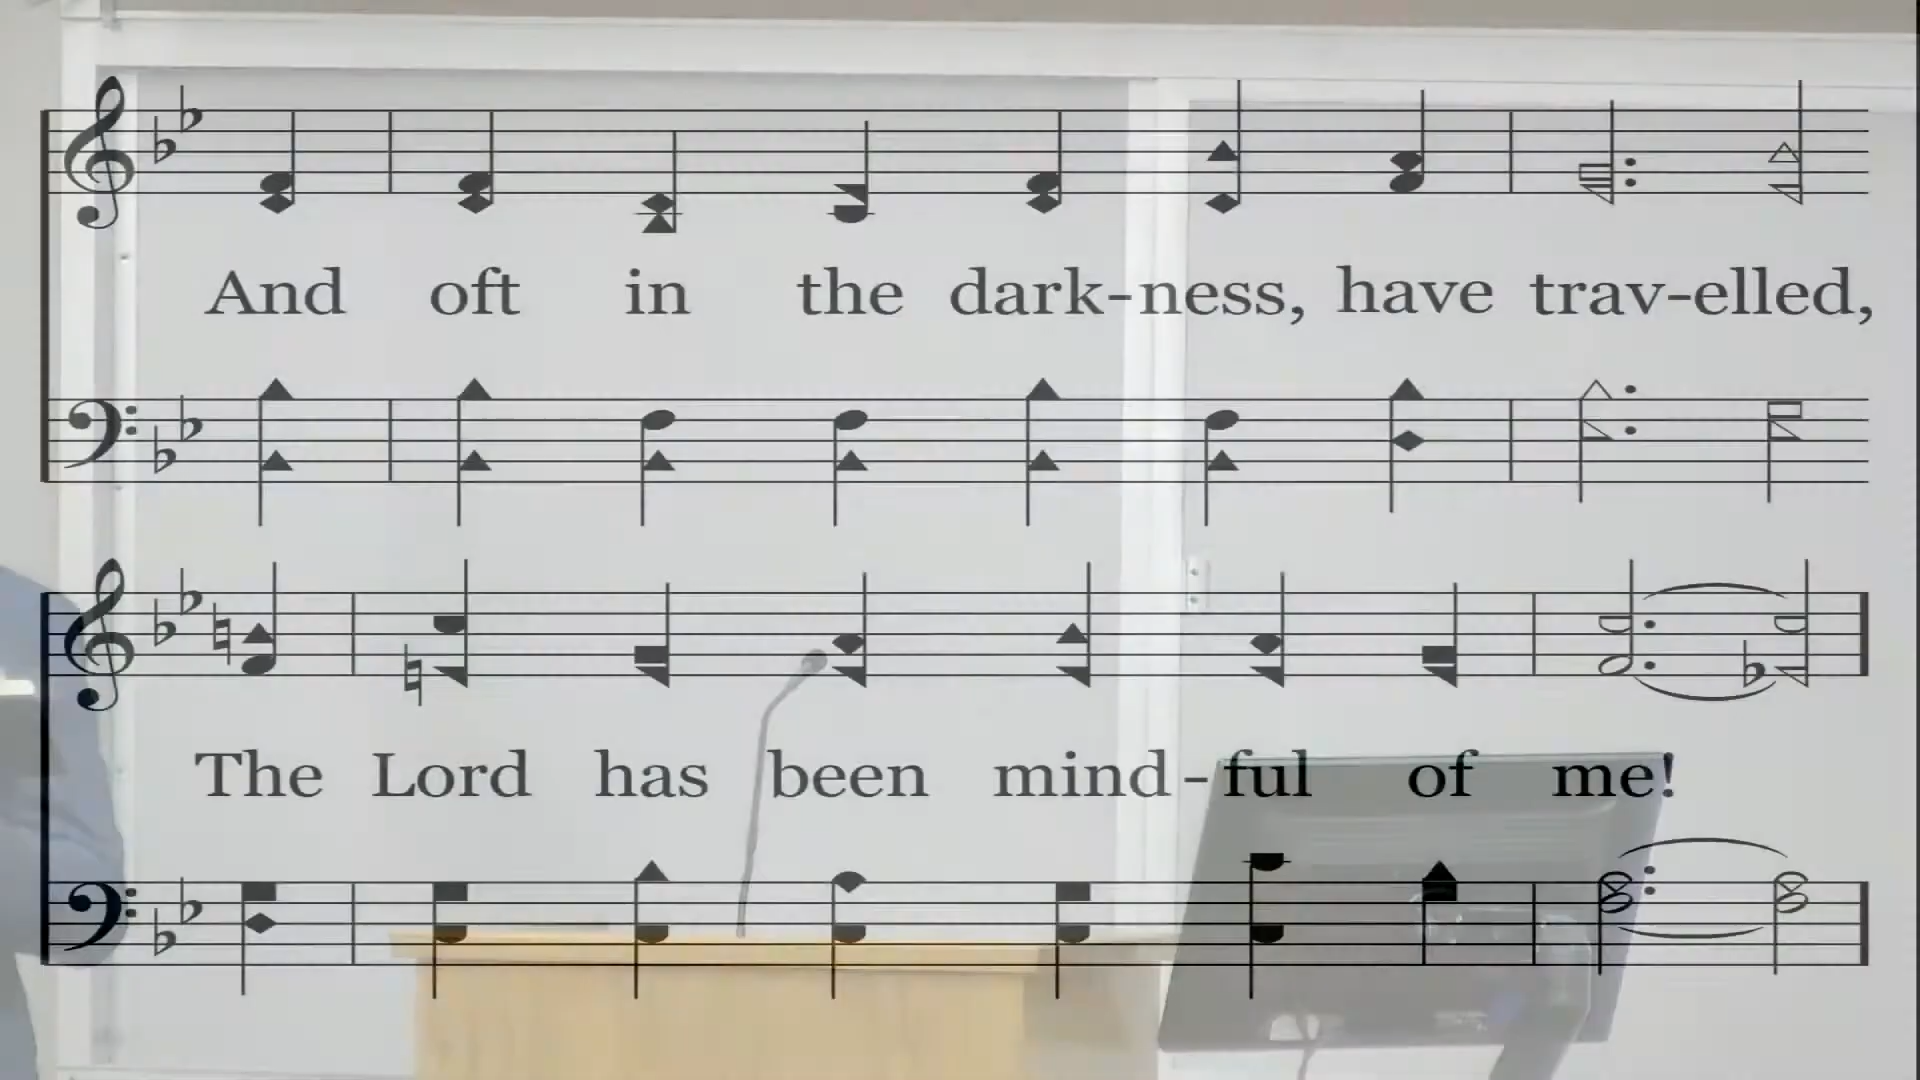 And oft in the dark-ness, have trav-elled,
The Lord has been mind-ful of me!